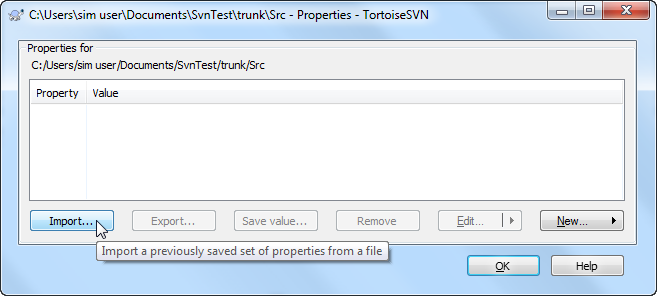 C:\Users\sim user\Documents\SvnTest\trunk\Src - Properties - TortoiseSVN
Properties for
C:/Users/sim user/Documents/SvnTest/trunk/Src
Property Value
Import... Export... Save value... Remove Edit... New...
Import a previously saved set of properties from a file
OK Help